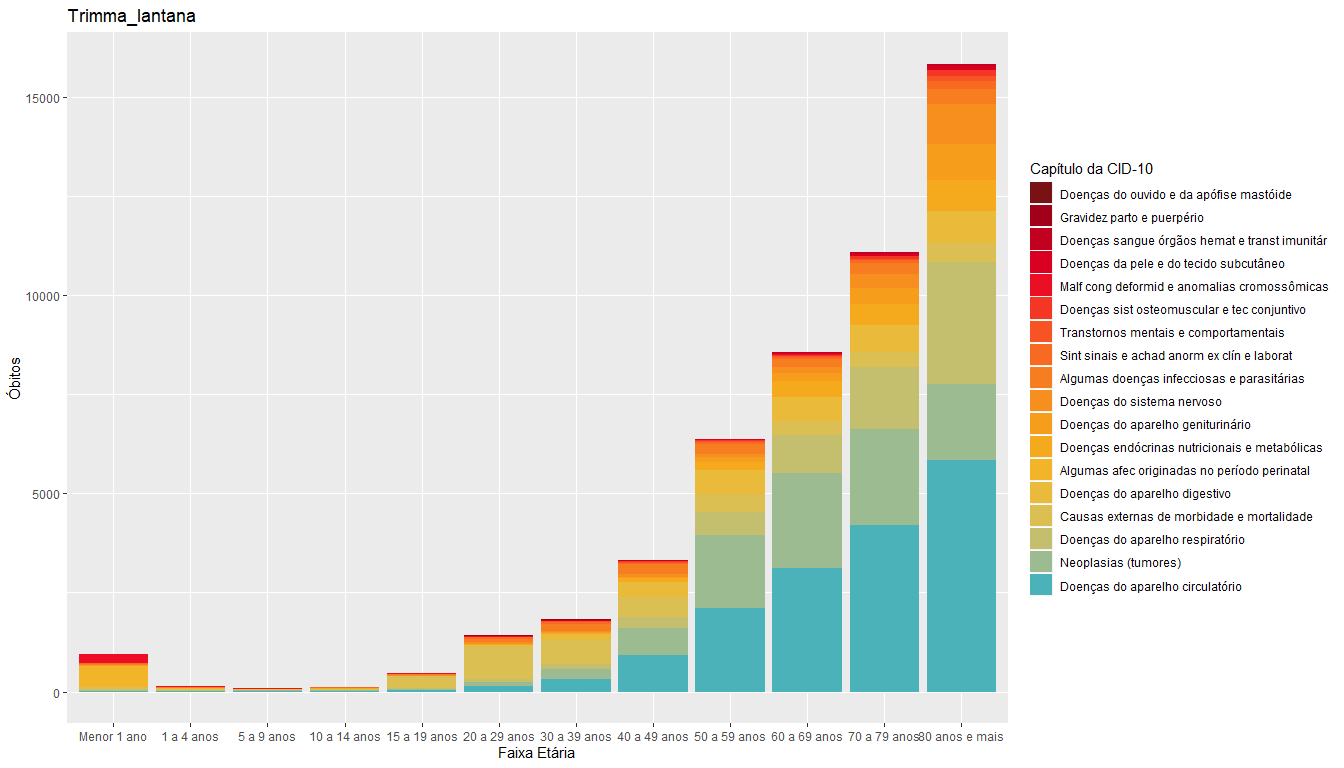 Trimma_lantana
Óbitos
15000
10000
5000
0
Menor 1 ano
1 a 4 anos
5 a 9 anos
10 a 14 anos
15 a 19 anos
20 a 29 anos
30 a 39 anos
40 a 49 anos
50 a 59 anos
60 a 69 anos
70 a 79 anos
80 anos e mais
Faixa Etária
Capítulo da CID-10
Doenças do ouvido e da apófise mastóide
Gravidez parto e puerpério
Doenças sangue órgãos hemat e transt imunitár
Doenças da pele e do tecido subcutâneo
Malf cong deformid e anomalias cromossômicas
Doenças sist osteomuscular e tec conjuntivo
Transtornos mentais e comportamentais
Sint sinais e achad anorm ex clín e laborat
Algumas doenças infecciosas e parasitárias
Doenças do sistema nervoso
Doenças do aparelho geniturinário
Doenças endócrinas nutricionais e metabólicas
Algumas afec originadas no período perinatal
Doenças do aparelho digestivo
Causas externas de morbidade e mortalidade
Doenças do aparelho respiratório
Neoplasias (tumores)
Doenças do aparelho circulatório